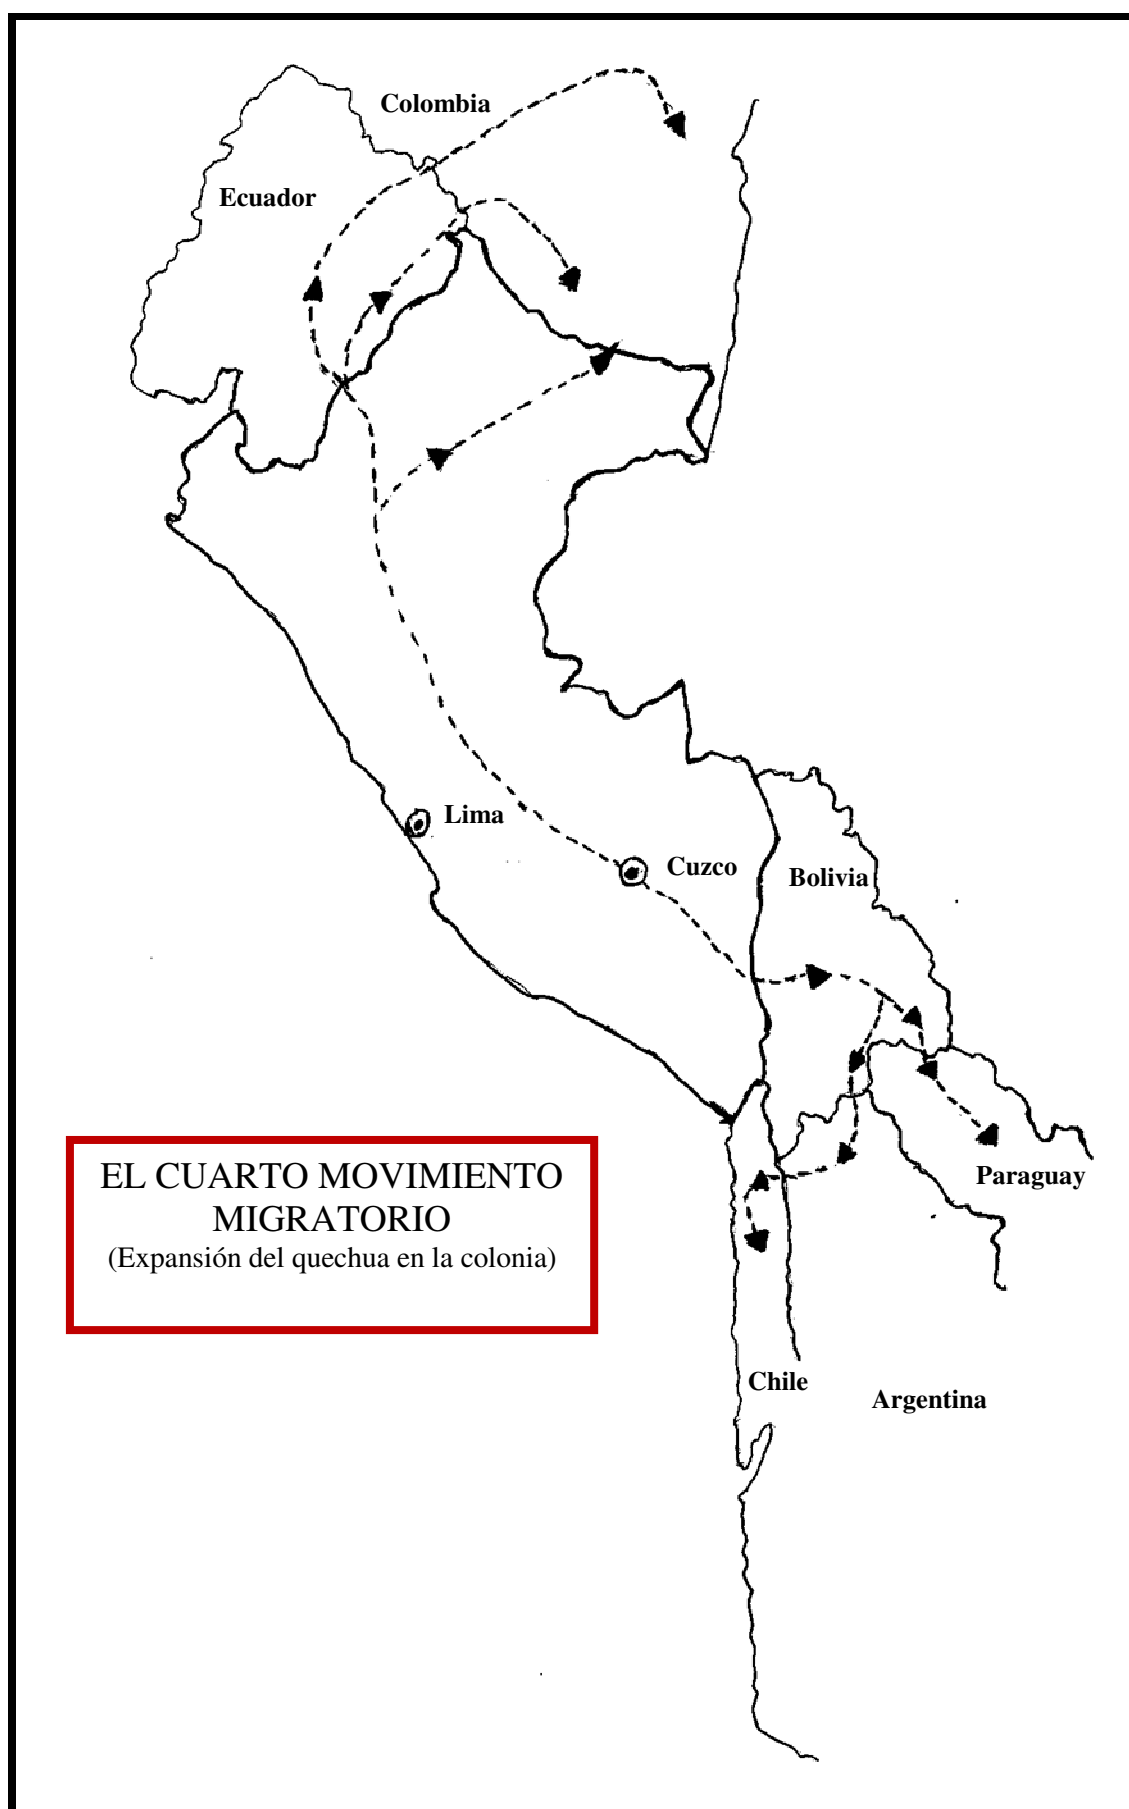 Colombia
Ecuador
Lima
Cuzco
Bolivia
Paraguay
EL CUARTO MOVIMIENTO
MIGRATORIO
(Expansión del quechua en la colonia)
Chile
Argentina